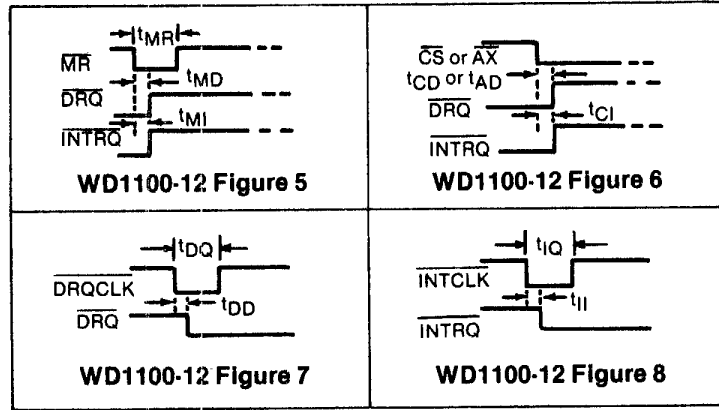 tMR
MR
tMD
DRQ
tMI
INTRQ
WD1100-12 Figure 5
CS or AX
tCD or tAD
DRQ
tCI
INTRQ
WD1100-12 Figure 6
tDQ
DRQCLK
tDD
DRQ
WD1100-12 Figure 7
tIQ
INTCLK
tII
INTRQ
WD1100-12 Figure 8